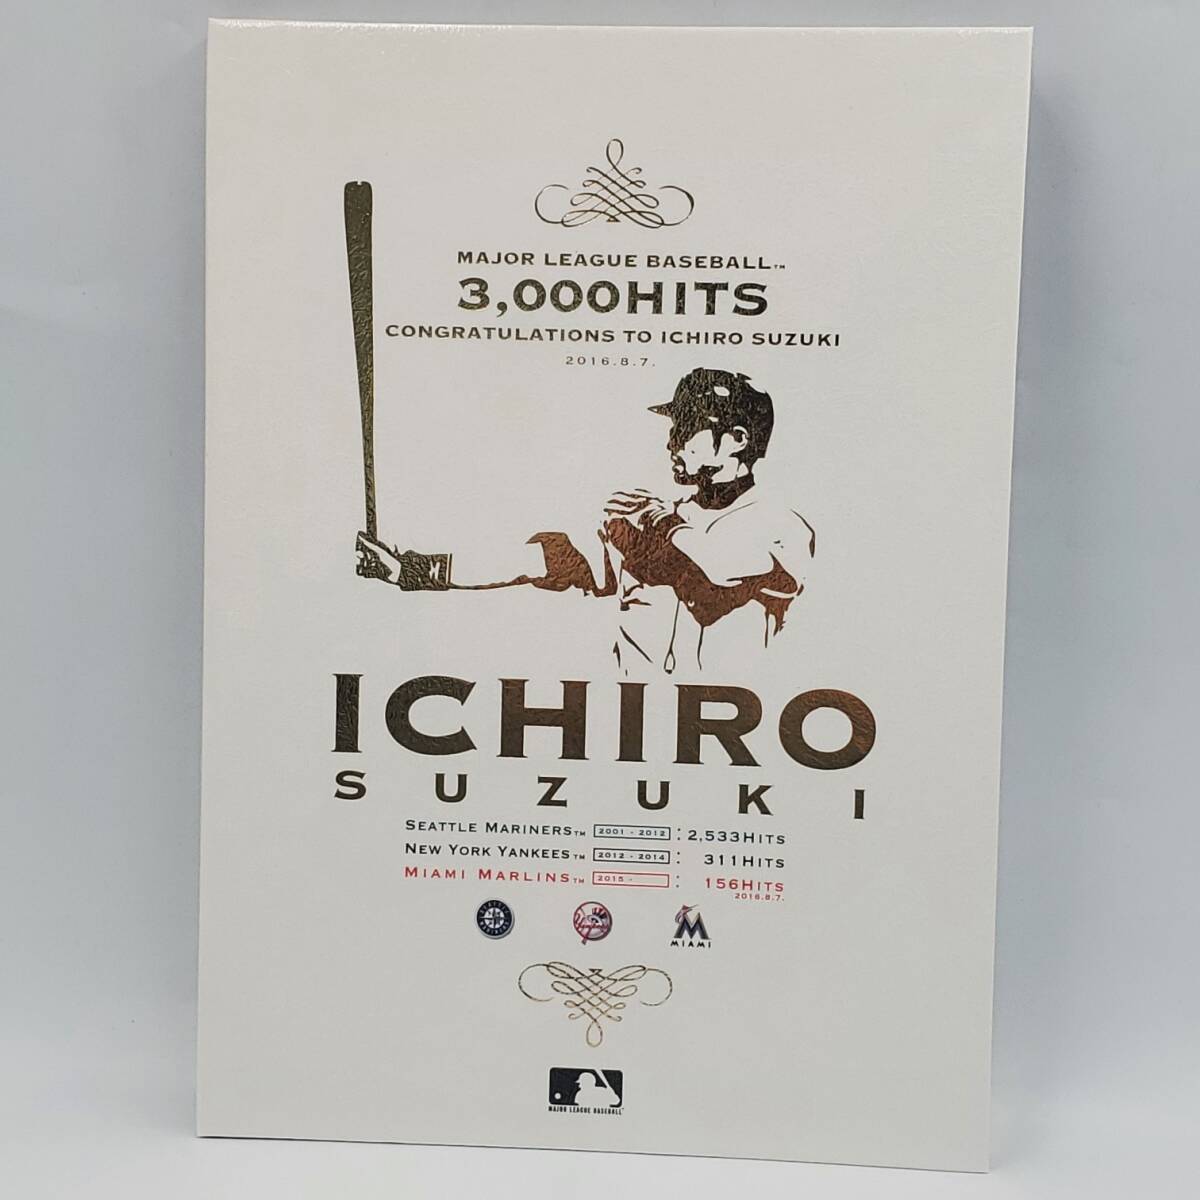 MAJOR LEAGUE BASEBALL™
3,000HITS
CONGRATULATIONS TO ICHIRO SUZUKI
2016.8.7.
ICHIRO
SUZUKI
SEATTLE MARINERS™ 2001 - 2012 : 2,533HITS
NEW YORK YANKEES™ 2012 - 2014 : 311HITS
MIAMI MARLINS™ 2015 - : 156HITS
2016.8.7.
MIAMI
MAJOR LEAGUE BASEBALL